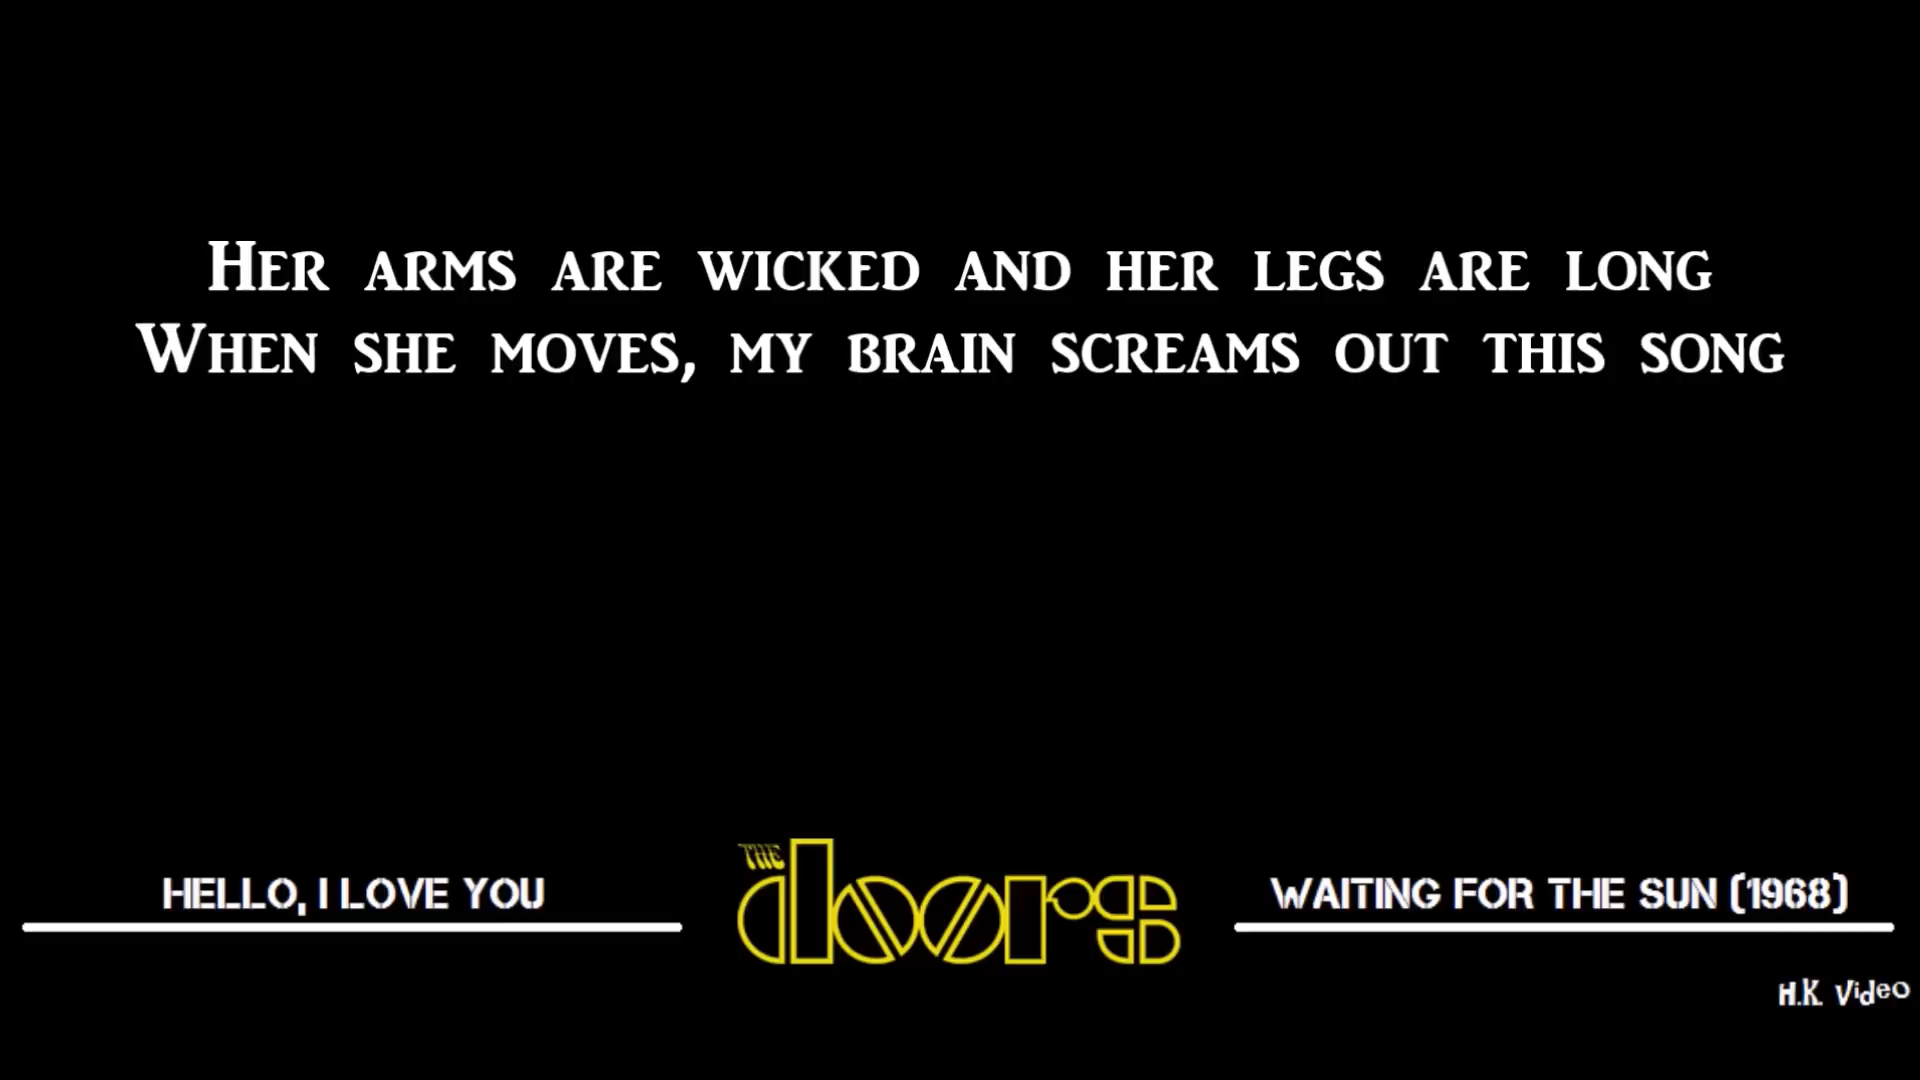 Her arms are wicked and her legs are long
When she moves, my brain screams out this song
HELLO, I LOVE YOU
THE doors
WAITING FOR THE SUN (1968)
H.K. Video